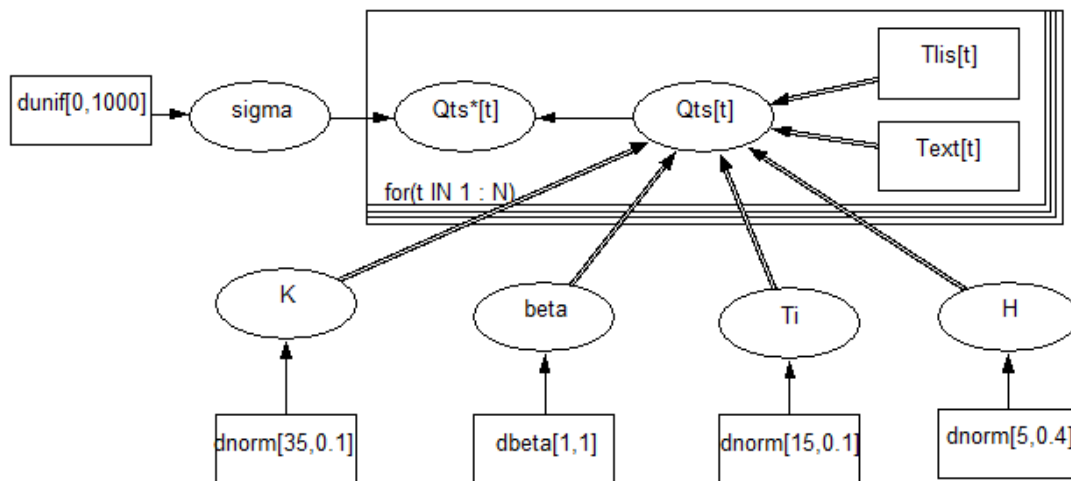 Tlis[t]
dunif[0,1000]
sigma
Qts*[t]
Qts[t]
Text[t]
for(t IN 1 : N)
K
beta
Ti
H
dnorm[35,0.1]
dbeta[1,1]
dnorm[15,0.1]
dnorm[5,0.4]